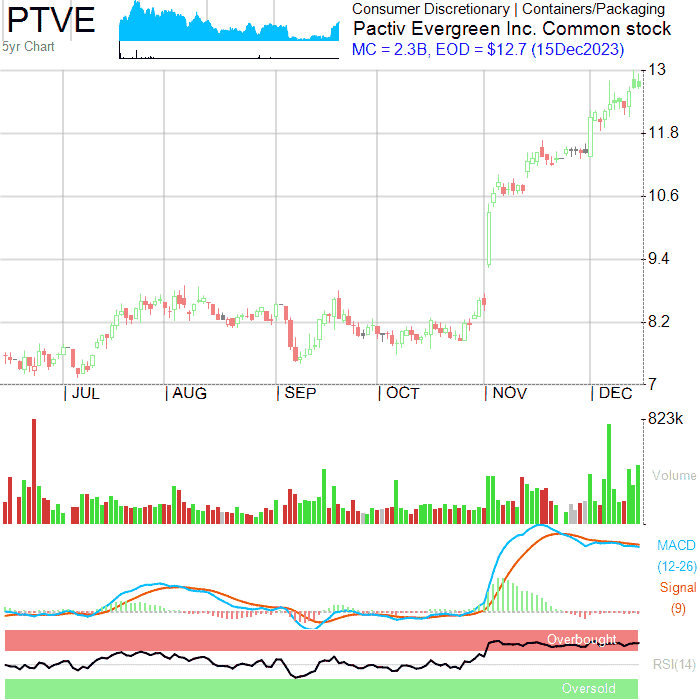 PTVE
5yr Chart
Consumer Discretionary | Containers/Packaging
Pactiv Evergreen Inc. Common stock
MC = 2.3B, EOD = $12.7 (15Dec2023)
13
11.8
10.6
9.4
8.2
7
JUL AUG SEP OCT NOV DEC
823k
Volume
MACD
(12-26)
Signal
(9)
Overbought
RSI(14)
Oversold